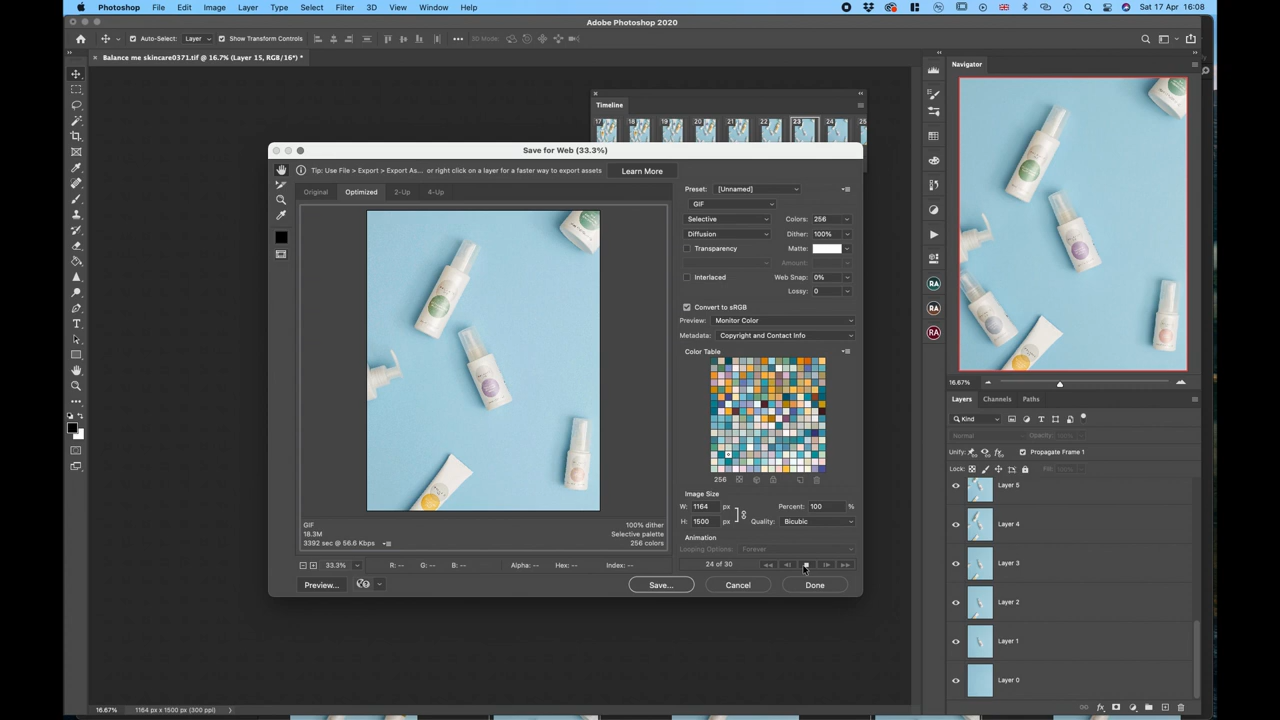 Photoshop File Edit Image Layer Type Select Filter 3D View Window Help Sat 17 Apr 16:08
Adobe Photoshop 2020
Auto-Select: Layer Show Transform Controls 3D Mode:
Balance me skincare0371.tif @ 16.7% (Layer 15, RGB/16*) *
Navigator
Timeline
17 18 19 20 21 22 23 24 25
Save for Web (33.3%)
Tip: Use File > Export > Export As... or right click on a layer for a faster way to export assets Learn More
Original Optimized 2-Up 4-Up
Preset: [Unnamed]
GIF
Selective Colors: 256
Diffusion Dither: 100%
Transparency Matte:
Amount:
Interlaced Web Snap: 0%
Lossy: 0
Convert to sRGB
Preview: Monitor Color
Metadata: Copyright and Contact Info
Color Table
256
Image Size
W: 1164 px Percent: 100 %
H: 1500 px Quality: Bicubic
Animation
Looping Options: Forever
24 of 30
GIF 100% dither
18.3M Selective palette
3392 sec @ 56.6 Kbps 256 colors
33.3% R: -- G: -- B: -- Alpha: -- Hex: -- Index: --
Preview... Save... Cancel Done
RA
RA
RA
16.67%
Layers Channels Paths
Kind
Normal Opacity: 100%
Unify: Propagate Frame 1
Lock: Fill:
Layer 5
Layer 4
Layer 3
Layer 2
Layer 1
Layer 0
16.67% 1164 px x 1500 px (300 ppi)